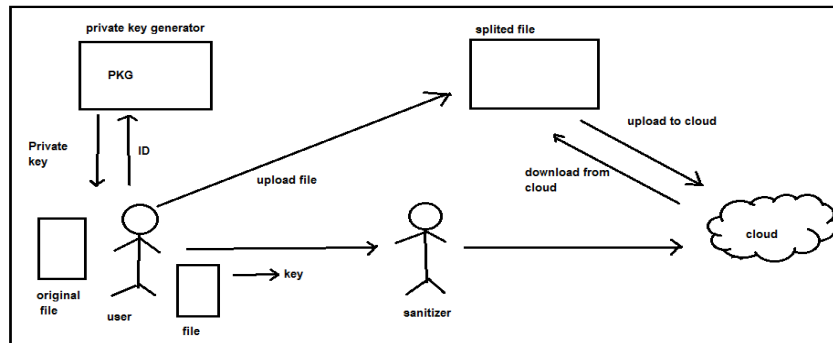 private key generator
splited file
PKG
Private
key
ID
upload to cloud
download from
cloud
upload file
cloud
key
original
file
user
file
sanitizer